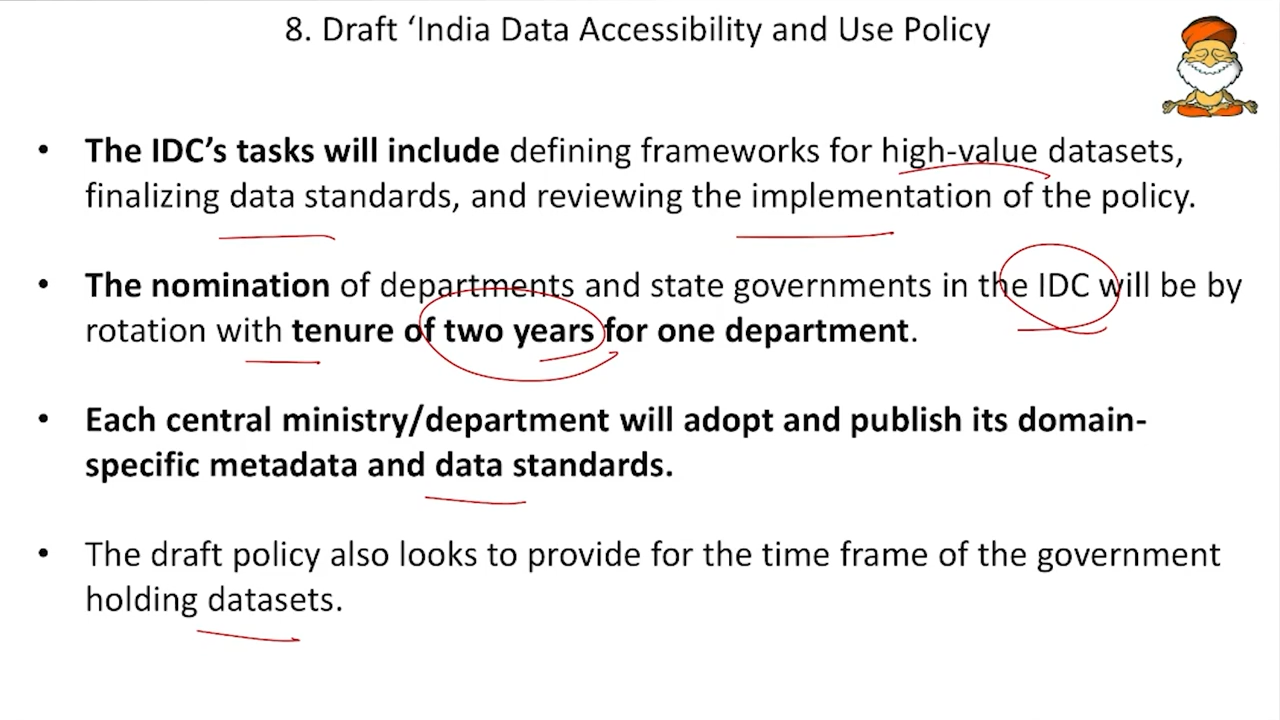 8. Draft ‘India Data Accessibility and Use Policy
• The IDC’s tasks will include defining frameworks for high-value datasets,
finalizing data standards, and reviewing the implementation of the policy.
• The nomination of departments and state governments in the IDC will be by
rotation with tenure of two years for one department.
• Each central ministry/department will adopt and publish its domain-
specific metadata and data standards.
• The draft policy also looks to provide for the time frame of the government
holding datasets.